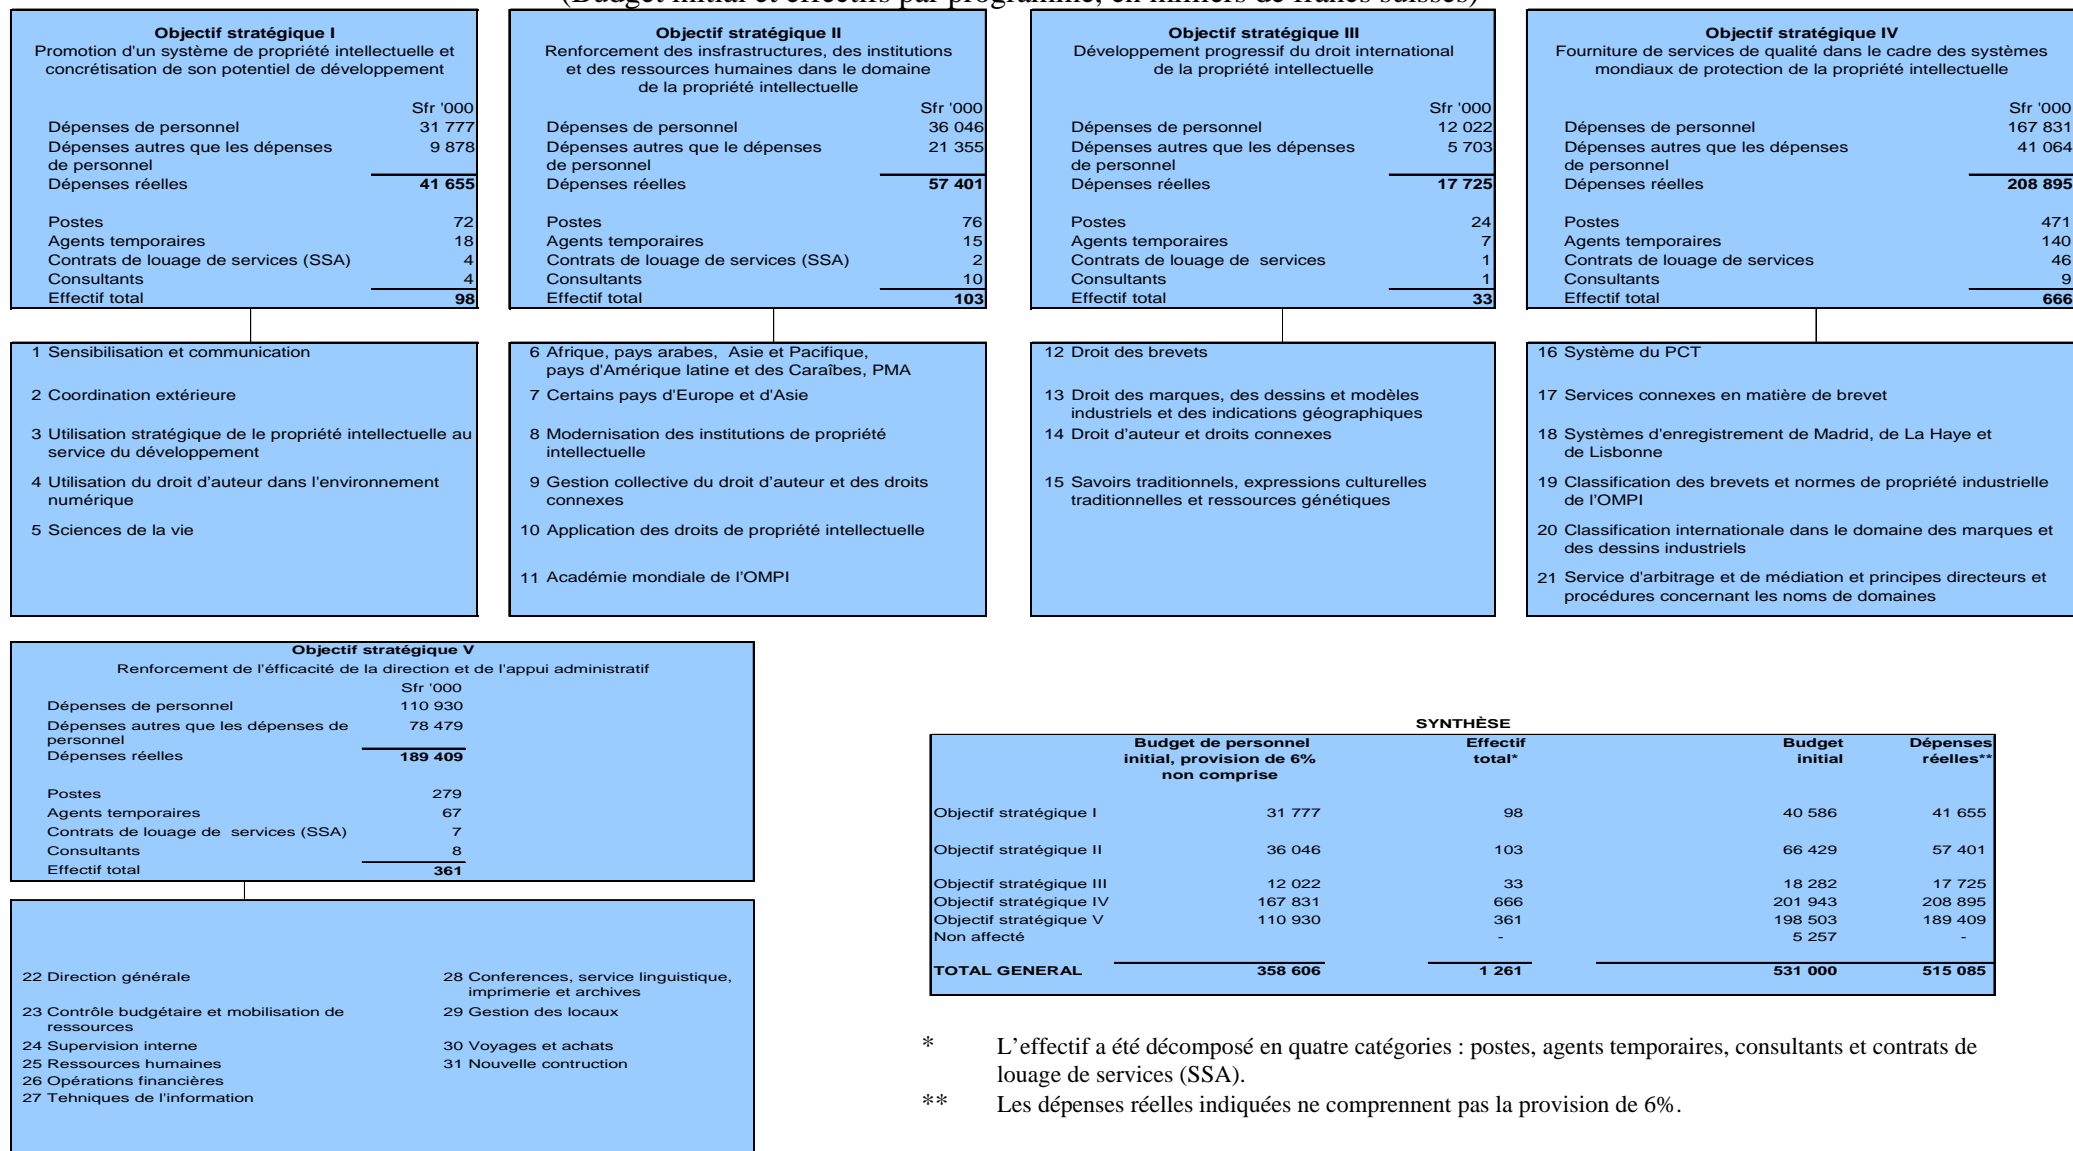 (Budget initial et effectifs par programme, en milliers de francs suisses)
Objectif stratégique I
Promotion d'un système de propriété intellectuelle et
concrétisation de son potentiel de développement
Sfr '000
Dépenses de personnel 31 777
Dépenses autres que les dépenses 9 878
de personnel
Dépenses réelles 41 655
Postes 72
Agents temporaires 18
Contrats de louage de services (SSA) 4
Consultants 4
Effectif total 98
1 Sensibilisation et communication
2 Coordination extérieure
3 Utilisation stratégique de le propriété intellectuelle au
service du développement
4 Utilisation du droit d'auteur dans l'environnement
numérique
5 Sciences de la vie
Objectif stratégique II
Renforcement des insfrastructures, des institutions
et des ressources humaines dans le domaine
de la propriété intellectuelle
Sfr '000
Dépenses de personnel 36 046
Dépenses autres que le dépenses 21 355
de personnel
Dépenses réelles 57 401
Postes 76
Agents temporaires 15
Contrats de louage de services (SSA) 2
Consultants 10
Effectif total 103
6 Afrique, pays arabes, Asie et Pacifique,
pays d'Amérique latine et des Caraîbes, PMA
7 Certains pays d'Europe et d'Asie
8 Modernisation des institutions de propriété
intellectuelle
9 Gestion collective du droit d'auteur et des droits
connexes
10 Application des droits de propriété intellectuelle
11 Académie mondiale de l'OMPI
Objectif stratégique III
Développement progressif du droit international
de la propriété intellectuelle
Sfr '000
Dépenses de personnel 12 022
Dépenses autres que les dépenses 5 703
de personnel
Dépenses réelles 17 725
Postes 24
Agents temporaires 7
Contrats de louage de services 1
Consultants 1
Effectif total 33
12 Droit des brevets
13 Droit des marques, des dessins et modèles
industriels et des indications géographiques
14 Droit d'auteur et droits connexes
15 Savoirs traditionnels, expressions culturelles
traditionnelles et ressources génétiques
Objectif stratégique IV
Fourniture de services de qualité dans le cadre des systèmes
mondiaux de protection de la propriété intellectuelle
Sfr '000
Dépenses de personnel 167 831
Dépenses autres que les dépenses 41 064
de personnel
Dépenses réelles 208 895
Postes 471
Agents temporaires 140
Contrats de louage de services 46
Consultants 9
Effectif total 666
16 Système du PCT
17 Services connexes en matière de brevet
18 Systèmes d'enregistrement de Madrid, de La Haye et
de Lisbonne
19 Classification des brevets et normes de propriété industrielle
de l'OMPI
20 Classification internationale dans le domaine des marques et
des dessins industriels
21 Service d'arbitrage et de médiation et principes directeurs et
procédures concernant les noms de domaines
Objectif stratégique V
Renforcement de l'éfficacité de la direction et de l'appui administratif
Sfr '000
Dépenses de personnel 110 930
Dépenses autres que les dépenses de 78 479
personnel
Dépenses réelles 189 409
Postes 279
Agents temporaires 67
Contrats de louage de services (SSA) 7
Consultants 8
Effectif total 361
22 Direction générale
23 Contrôle budgétaire et mobilisation de
ressources
24 Supervision interne
25 Ressources humaines
26 Opérations financières
27 Tehniques de l'information
28 Conferences, service linguistique,
imprimerie et archives
29 Gestion des locaux
30 Voyages et achats
31 Nouvelle contruction
SYNTHÈSE
Budget de personnel Effectif Budget Dépenses
initial, provision de 6% total* initial réelles**
non comprise
Objectif stratégique I 31 777 98 40 586 41 655
Objectif stratégique II 36 046 103 66 429 57 401
Objectif stratégique III 12 022 33 18 282 17 725
Objectif stratégique IV 167 831 666 201 943 208 895
Objectif stratégique V 110 930 361 198 503 189 409
Non affecté - 5 257 -
TOTAL GENERAL 358 606 1 261 531 000 515 085
* L'effectif a été décomposé en quatre catégories : postes, agents temporaires, consultants et contrats de
louage de services (SSA).
** Les dépenses réelles indiquées ne comprennent pas la provision de 6%.